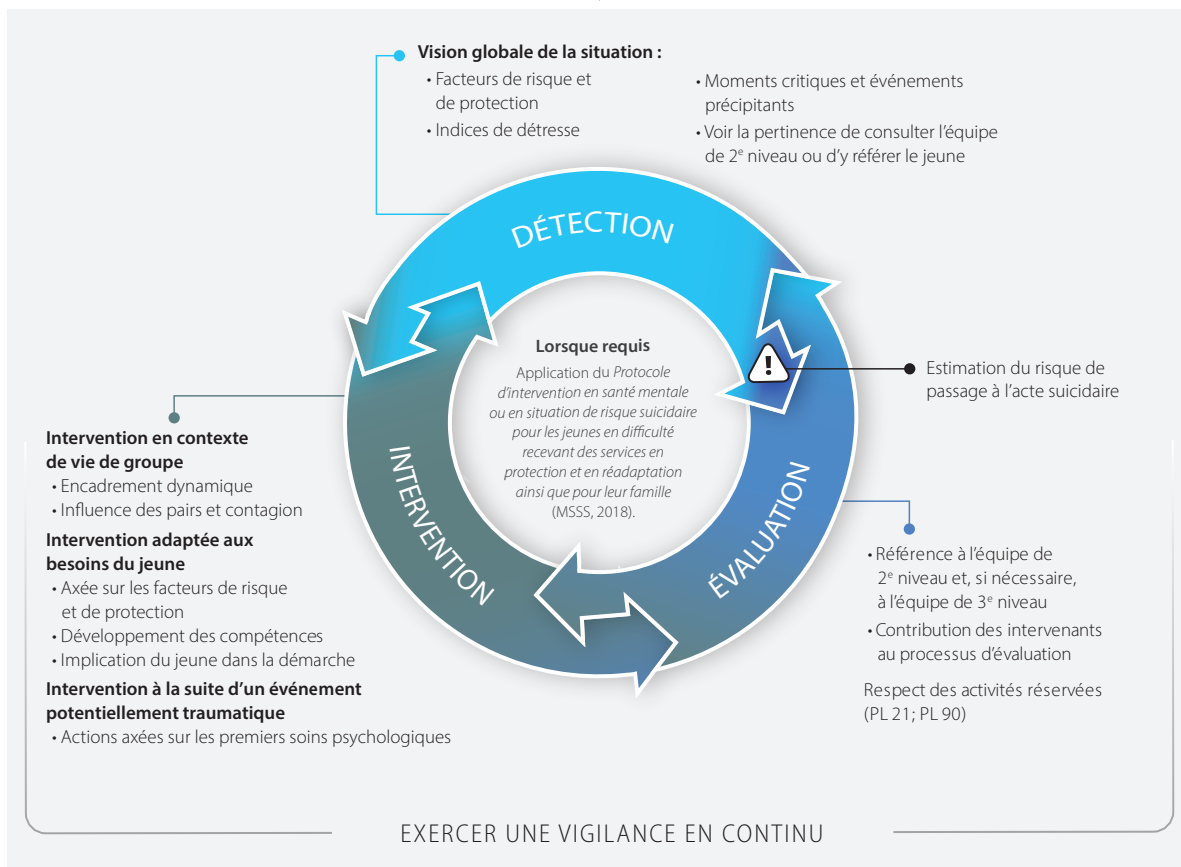 Vision globale de la situation :
• Facteurs de risque et
de protection
• Indices de détresse
• Moments critiques et événements
précipitants
• Voir la pertinence de consulter l’équipe
de 2e niveau ou d’y référer le jeune
DÉTECTION
Lorsque requis
Application du Protocole
d’intervention en santé mentale
ou en situation de risque suicidaire
pour les jeunes en difficulté
recevant des services en
protection et en réadaptation
ainsi que pour leur famille
(MSSS, 2018).
!
Estimation du risque de
passage à l’acte suicidaire
INTERVENTION
ÉVALUATION
Intervention en contexte
de vie de groupe
• Encadrement dynamique
• Influence des pairs et contagion
Intervention adaptée aux
besoins du jeune
• Axée sur les facteurs de risque
et de protection
• Développement des compétences
• Implication du jeune dans la démarche
Intervention à la suite d’un événement
potentiellement traumatique
• Actions axées sur les premiers soins psychologiques
• Référence à l’équipe de
2e niveau et, si nécessaire,
à l’équipe de 3e niveau
• Contribution des intervenants
au processus d’évaluation
Respect des activités réservées
(PL 21; PL 90)
EXERCER UNE VIGILANCE EN CONTINU